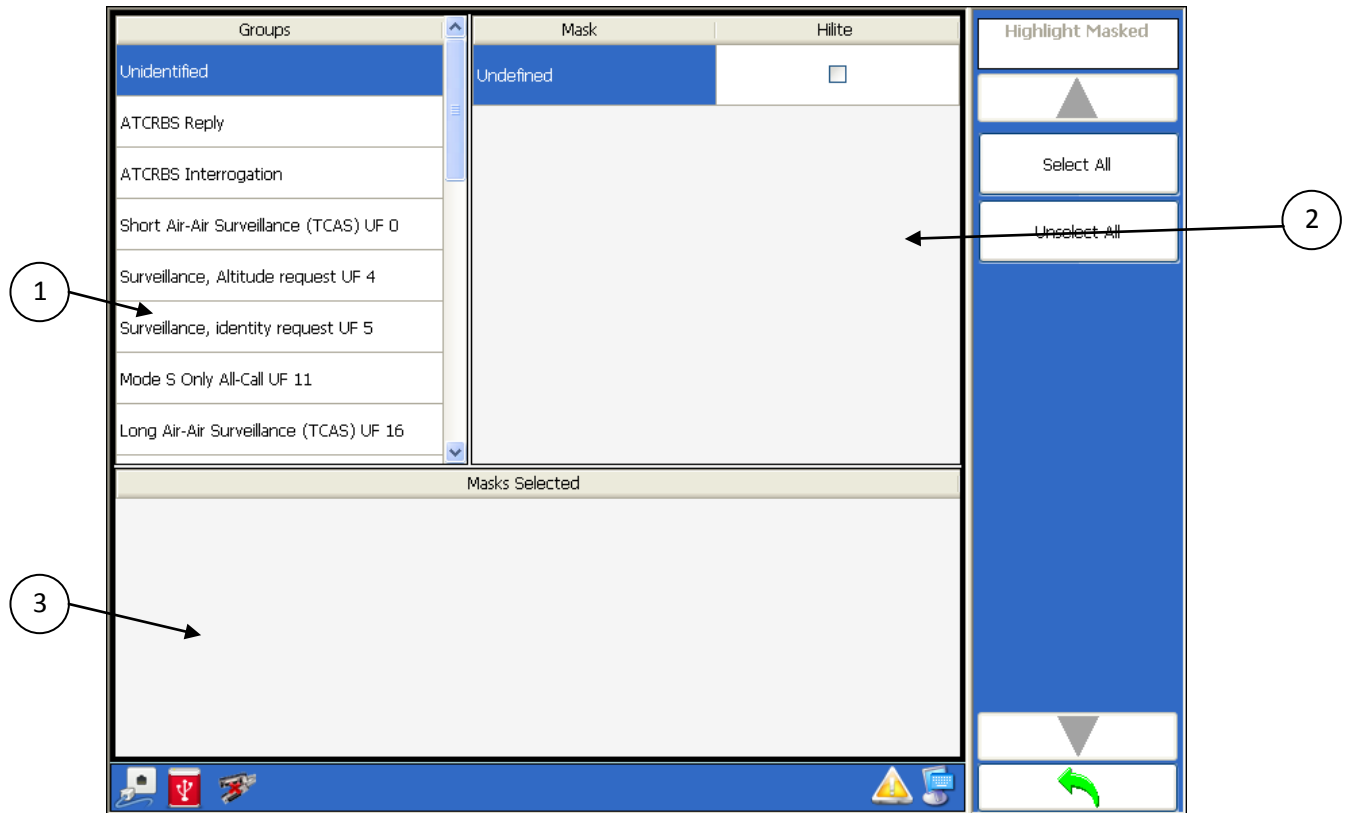 Groups
Mask
Hilite
Highlight Masked
Unidentified
Undefined
ATCRBS Reply
ATCRBS Interrogation
Select All
Short Air-Air Surveillance (TCAS) UF 0
Unselect All
2
Surveillance, Altitude request UF 4
1
Surveillance, identity request UF 5
Mode S Only All-Call UF 11
Long Air-Air Surveillance (TCAS) UF 16
Masks Selected
3